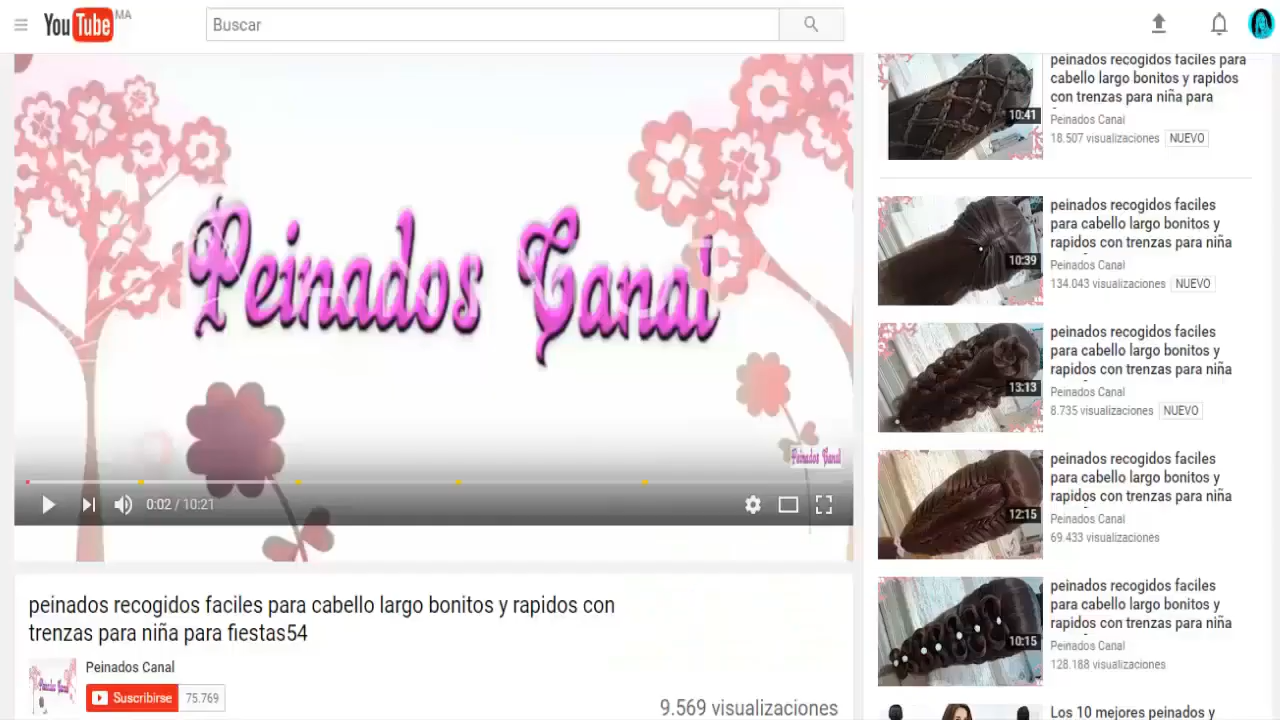 YouTube MA
Buscar
Peinados Canal
Peinados Canal
0:02 / 10:21
peinados recogidos faciles para cabello largo bonitos y rapidos con
trenzas para niña para fiestas54
Peinados Canal
Peinados Canal
Suscribirse 75.769
9.569 visualizaciones
10:41
peinados recogidos faciles para
cabello largo bonitos y rapidos
con trenzas para niña para
Peinados Canal
18.507 visualizaciones NUEVO
10:39
peinados recogidos faciles
para cabello largo bonitos y
rapidos con trenzas para niña
Peinados Canal
134.043 visualizaciones NUEVO
13:13
peinados recogidos faciles
para cabello largo bonitos y
rapidos con trenzas para niña
Peinados Canal
8.735 visualizaciones NUEVO
12:15
peinados recogidos faciles
para cabello largo bonitos y
rapidos con trenzas para niña
Peinados Canal
69.433 visualizaciones
10:15
peinados recogidos faciles
para cabello largo bonitos y
rapidos con trenzas para niña
Peinados Canal
128.188 visualizaciones
Los 10 mejores peinados y